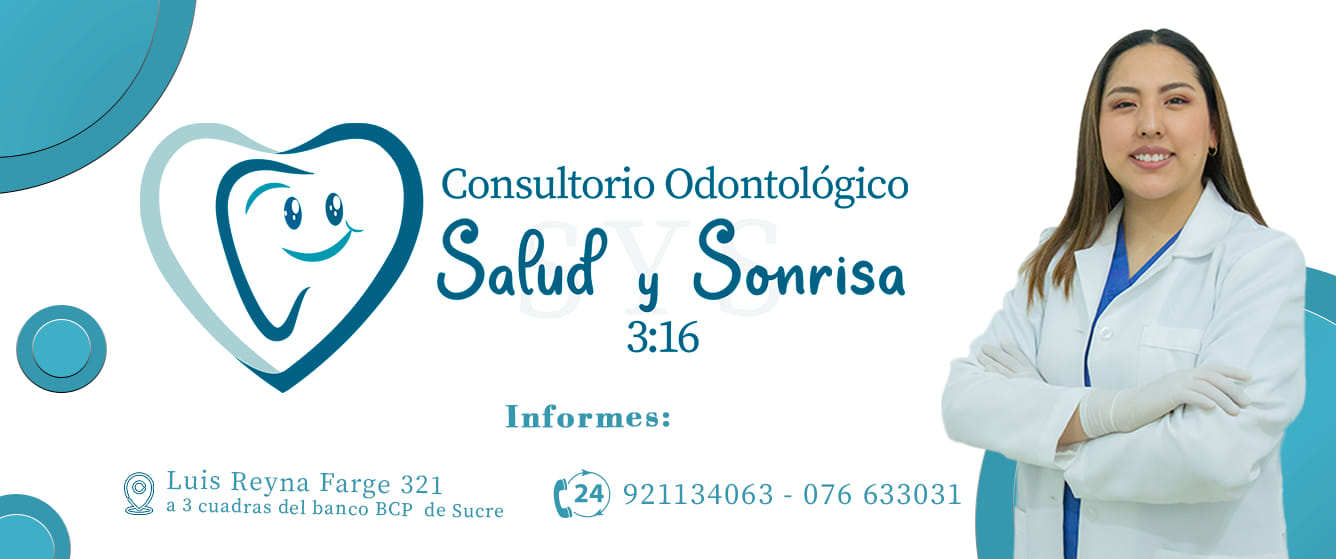 Consultorio Odontológico
SYS
Salud y Sonrisa
3:16
Informes:
Luis Reyna Farge 321
a 3 cuadras del banco BCP de Sucre
24
921134063 - 076 633031